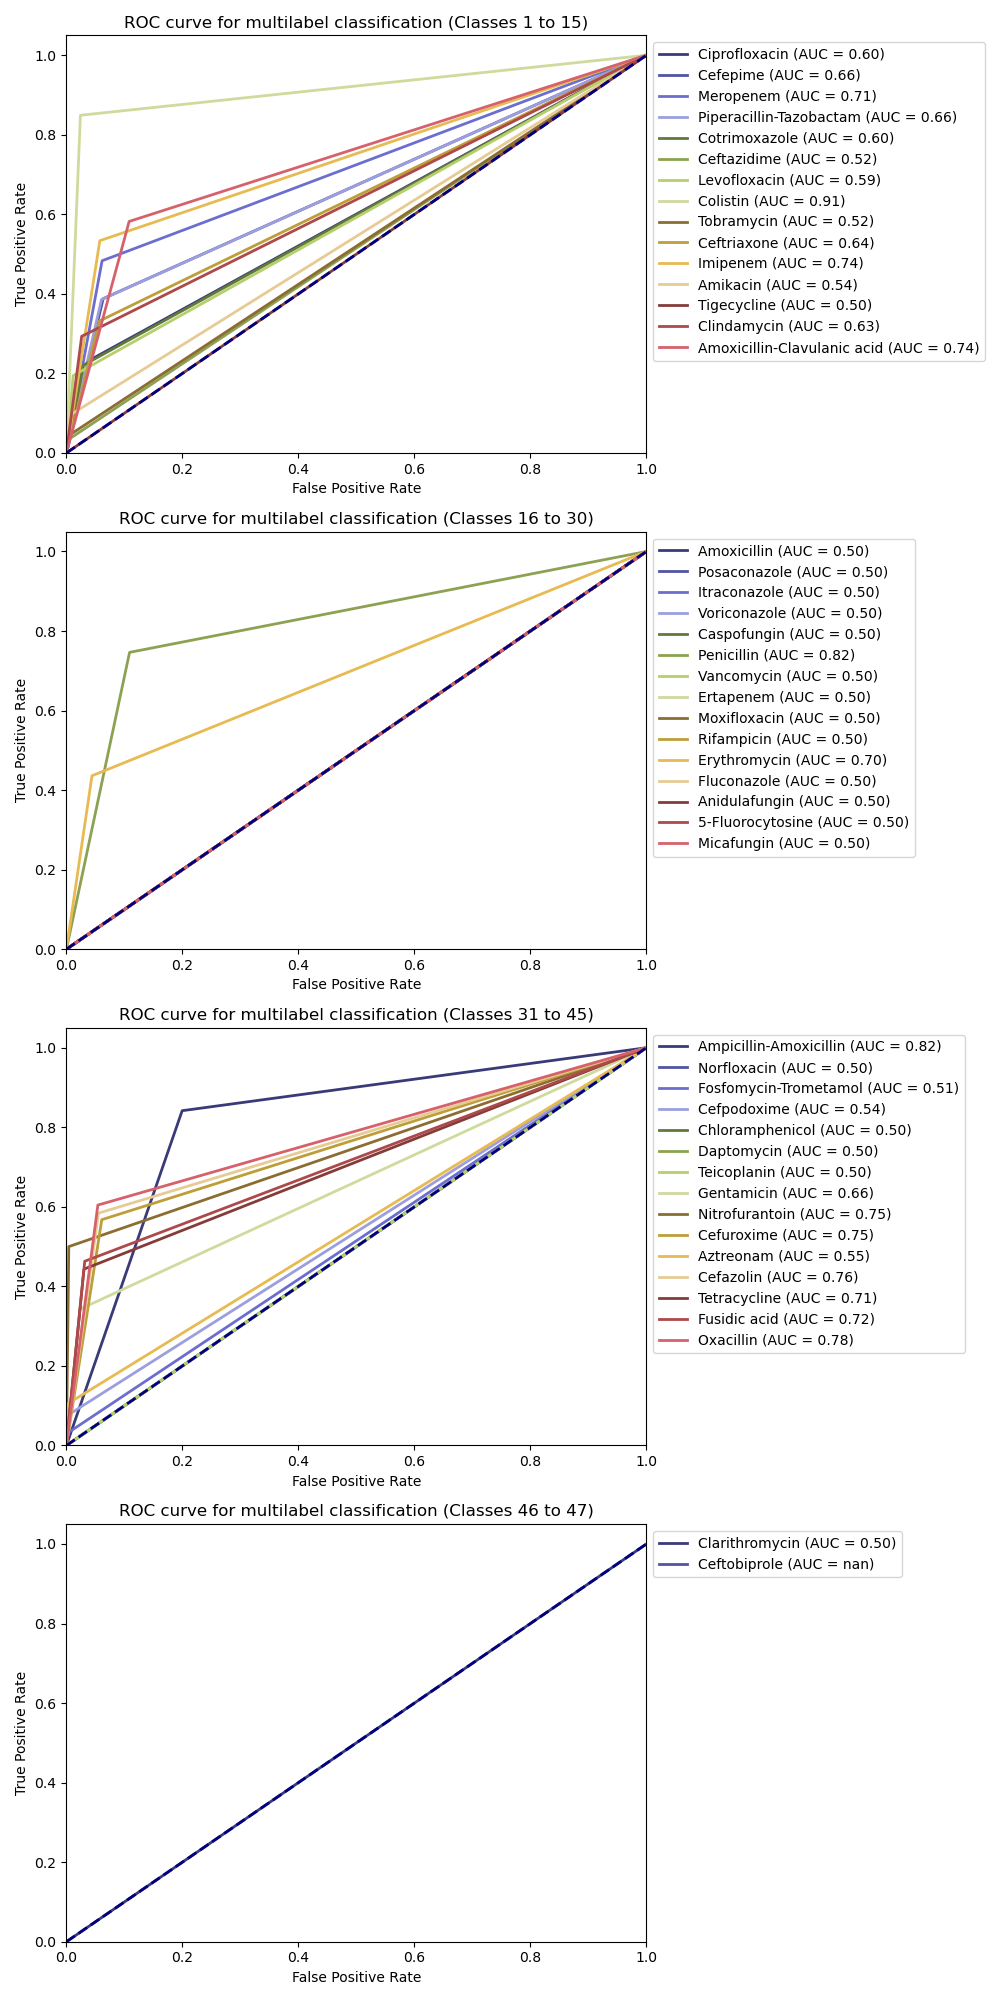 ROC curve for multilabel classification (Classes 1 to 15)
True Positive Rate
1.0
0.8
0.6
0.4
0.2
0.0
0.0 0.2 0.4 0.6 0.8 1.0
False Positive Rate
Ciprofloxacin (AUC = 0.60)
Cefepime (AUC = 0.66)
Meropenem (AUC = 0.71)
Piperacillin-Tazobactam (AUC = 0.66)
Cotrimoxazole (AUC = 0.60)
Ceftazidime (AUC = 0.52)
Levofloxacin (AUC = 0.59)
Colistin (AUC = 0.91)
Tobramycin (AUC = 0.52)
Ceftriaxone (AUC = 0.64)
Imipenem (AUC = 0.74)
Amikacin (AUC = 0.54)
Tigecycline (AUC = 0.50)
Clindamycin (AUC = 0.63)
Amoxicillin-Clavulanic acid (AUC = 0.74)
ROC curve for multilabel classification (Classes 16 to 30)
True Positive Rate
1.0
0.8
0.6
0.4
0.2
0.0
0.0 0.2 0.4 0.6 0.8 1.0
False Positive Rate
Amoxicillin (AUC = 0.50)
Posaconazole (AUC = 0.50)
Itraconazole (AUC = 0.50)
Voriconazole (AUC = 0.50)
Caspofungin (AUC = 0.50)
Penicillin (AUC = 0.82)
Vancomycin (AUC = 0.50)
Ertapenem (AUC = 0.50)
Moxifloxacin (AUC = 0.50)
Rifampicin (AUC = 0.50)
Erythromycin (AUC = 0.70)
Fluconazole (AUC = 0.50)
Anidulafungin (AUC = 0.50)
5-Fluorocytosine (AUC = 0.50)
Micafungin (AUC = 0.50)
ROC curve for multilabel classification (Classes 31 to 45)
True Positive Rate
1.0
0.8
0.6
0.4
0.2
0.0
0.0 0.2 0.4 0.6 0.8 1.0
False Positive Rate
Ampicillin-Amoxicillin (AUC = 0.82)
Norfloxacin (AUC = 0.50)
Fosfomycin-Trometamol (AUC = 0.51)
Cefpodoxime (AUC = 0.54)
Chloramphenicol (AUC = 0.50)
Daptomycin (AUC = 0.50)
Teicoplanin (AUC = 0.50)
Gentamicin (AUC = 0.66)
Nitrofurantoin (AUC = 0.75)
Cefuroxime (AUC = 0.75)
Aztreonam (AUC = 0.55)
Cefazolin (AUC = 0.76)
Tetracycline (AUC = 0.71)
Fusidic acid (AUC = 0.72)
Oxacillin (AUC = 0.78)
ROC curve for multilabel classification (Classes 46 to 47)
True Positive Rate
1.0
0.8
0.6
0.4
0.2
0.0
0.0 0.2 0.4 0.6 0.8 1.0
False Positive Rate
Clarithromycin (AUC = 0.50)
Ceftobiprole (AUC = nan)